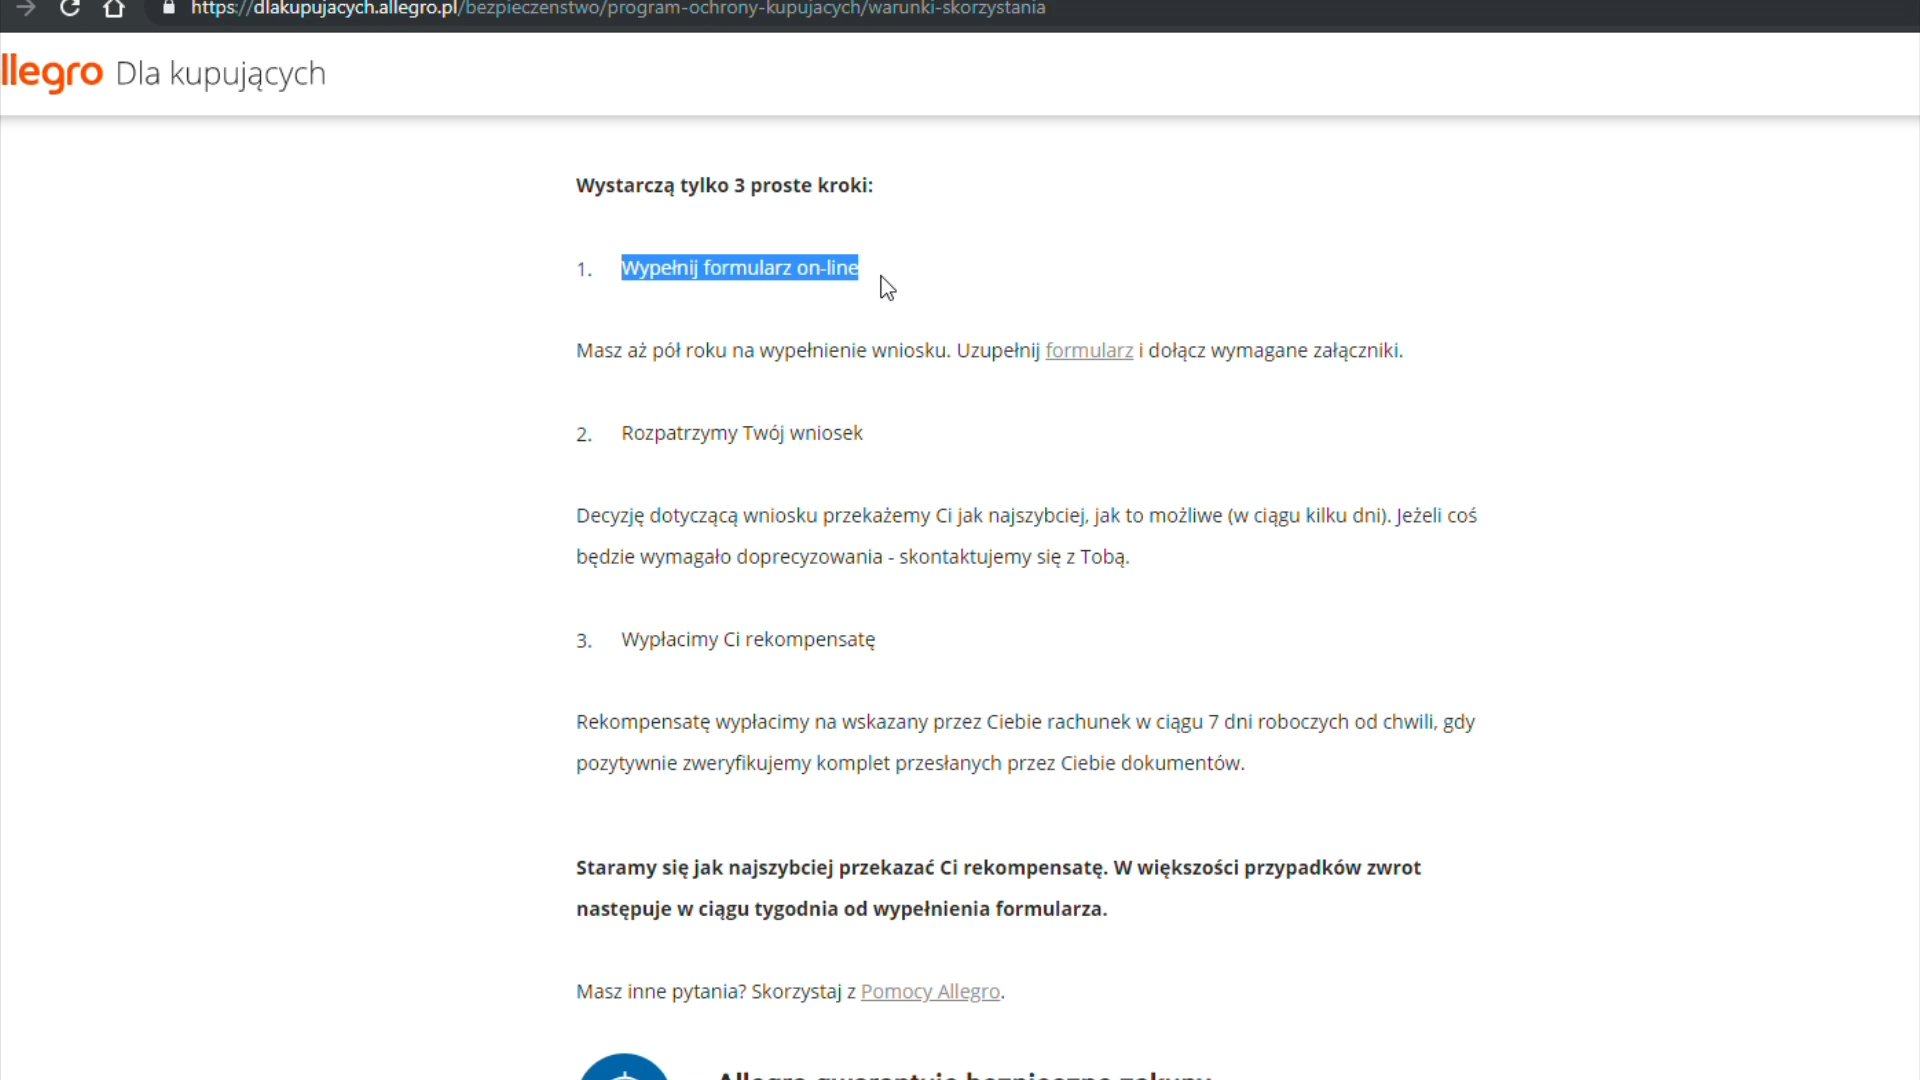 https://dlakupujacych.allegro.pl/bezpieczenstwo/program-ochrony-kupujacych/warunki-skorzystania
llegro Dla kupujących
Wystarczą tylko 3 proste kroki:
1. Wypełnij formularz on-line
Masz aż pół roku na wypełnienie wniosku. Uzupełnij formularz i dołącz wymagane załączniki.
2. Rozpatrzymy Twój wniosek
Decyzję dotyczącą wniosku przekażemy Ci jak najszybciej, jak to możliwe (w ciągu kilku dni). Jeżeli coś
będzie wymagało doprecyzowania - skontaktujemy się z Tobą.
3. Wypłacimy Ci rekompensatę
Rekompensatę wypłacimy na wskazany przez Ciebie rachunek w ciągu 7 dni roboczych od chwili, gdy
pozytywnie zweryfikujemy komplet przesłanych przez Ciebie dokumentów.
Staramy się jak najszybciej przekazać Ci rekompensatę. W większości przypadków zwrot
następuje w ciągu tygodnia od wypełnienia formularza.
Masz inne pytania? Skorzystaj z Pomocy Allegro.
Allegro gwarantuje bezpieczne zakupy